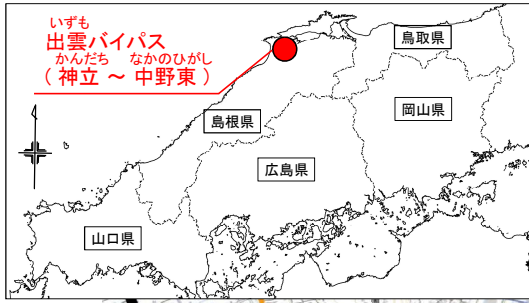 いずも
出雲バイパス
かんだち なかのひがし
( 神立 ～ 中野東 )
鳥取県
岡山県
島根県
広島県
山口県